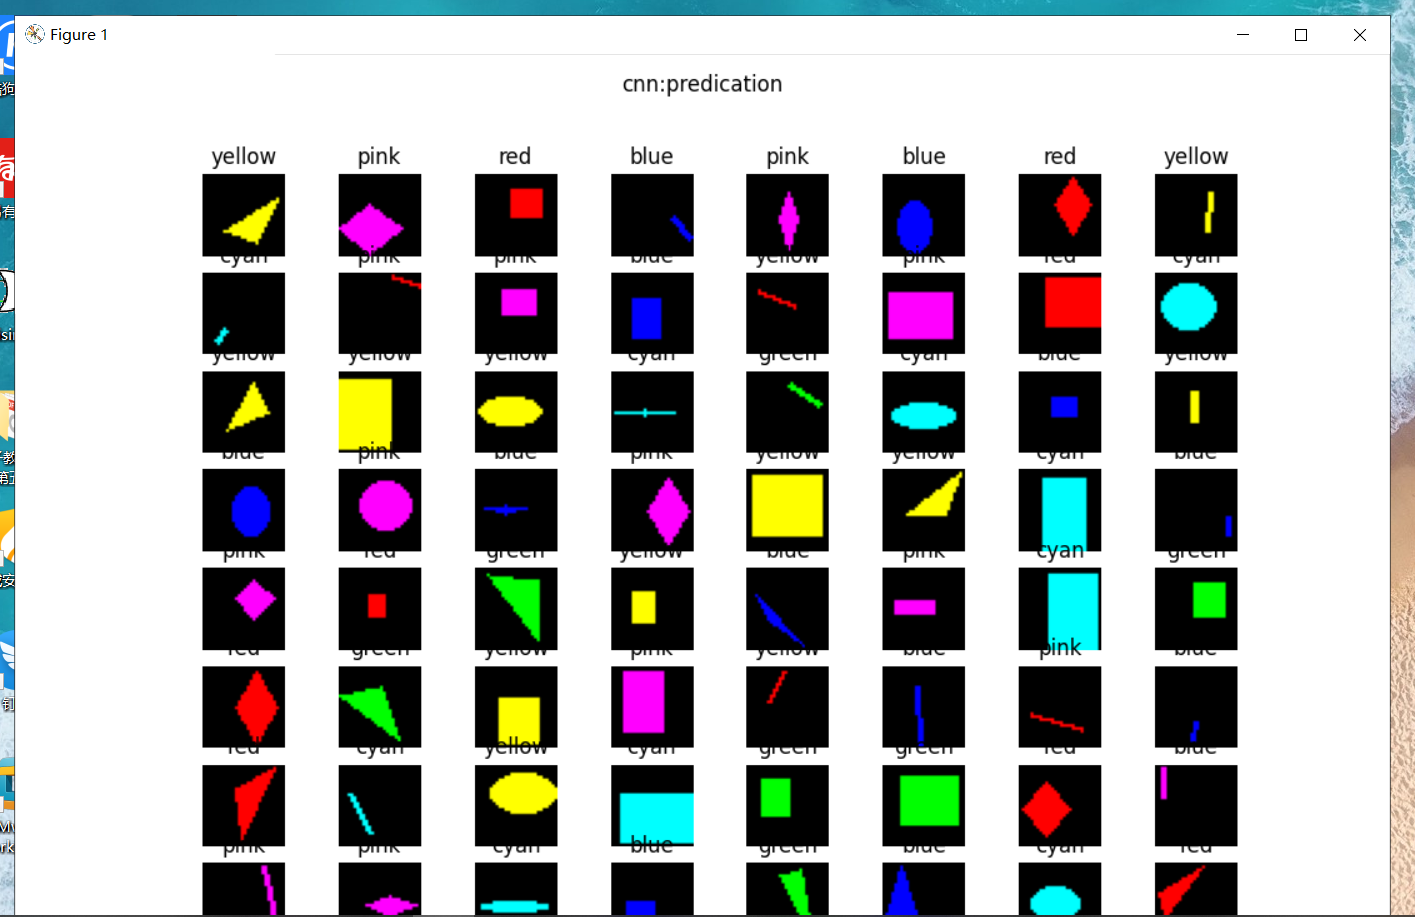 Figure 1
cnn:predication
yellow pink red blue pink blue red yellow
cyan pink pink blue yellow pink red cyan
yellow yellow yellow cyan green cyan blue yellow
blue pink blue pink yellow yellow cyan blue
pink red green yellow blue pink cyan green
red green yellow pink yellow blue pink blue
red cyan yellow cyan green green red blue
pink pink cyan blue green blue cyan red